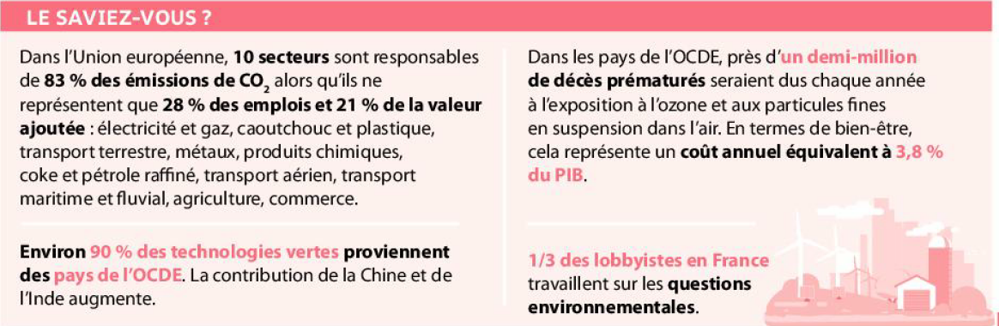 LE SAVIEZ-VOUS ?
Dans l’Union européenne, 10 secteurs sont responsables
de 83 % des émissions de CO₂ alors qu’ils ne
représentent que 28 % des emplois et 21 % de la valeur
ajoutée : électricité et gaz, caoutchouc et plastique,
transport terrestre, métaux, produits chimiques,
coke et pétrole raffiné, transport aérien, transport
maritime et fluvial, agriculture, commerce.
Environ 90 % des technologies vertes proviennent
des pays de l’OCDE. La contribution de la Chine et de
l’Inde augmente.
Dans les pays de l’OCDE, près d’un demi-million
de décès prématurés seraient dus chaque année
à l’exposition à l’ozone et aux particules fines
en suspension dans l’air. En termes de bien-être,
cela représente un coût annuel équivalent à 3,8 %
du PIB.
1/3 des lobbyistes en France
travaillent sur les questions
environnementales.